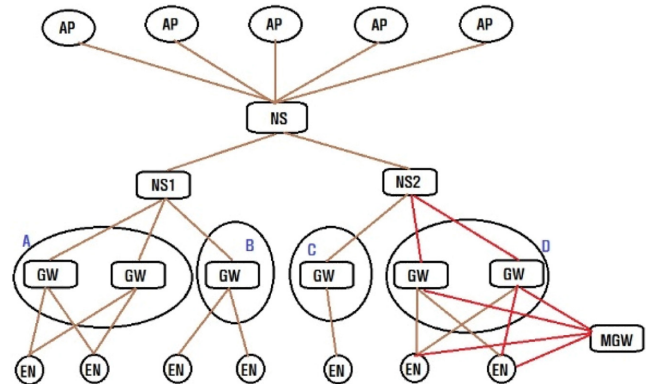 AP AP AP AP AP
NS
NS1 NS2
A B C D
GW GW GW GW GW GW
MGW
EN EN EN EN EN EN EN